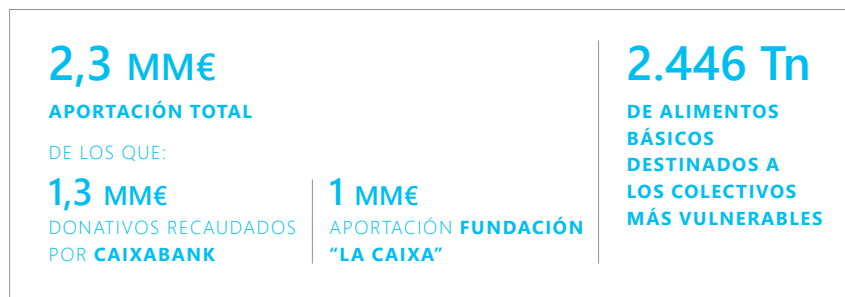 2,3 MM€
APORTACIÓN TOTAL
DE LOS QUE:
1,3 MM€
DONATIVOS RECAUDADOS
POR CAIXABANK
1 MM€
APORTACIÓN FUNDACIÓN
“LA CAIXA”
2.446 Tn
DE ALIMENTOS
BÁSICOS
DESTINADOS A
LOS COLECTIVOS
MÁS VULNERABLES